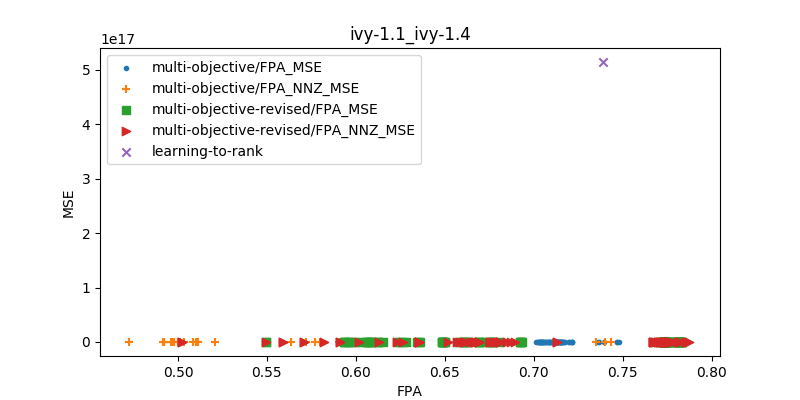 ivy-1.1_ivy-1.4
1e17
multi-objective/FPA_MSE
multi-objective/FPA_NNZ_MSE
multi-objective-revised/FPA_MSE
multi-objective-revised/FPA_NNZ_MSE
learning-to-rank
5
4
3
2
1
0
MSE
0.50 0.55 0.60 0.65 0.70 0.75 0.80
FPA